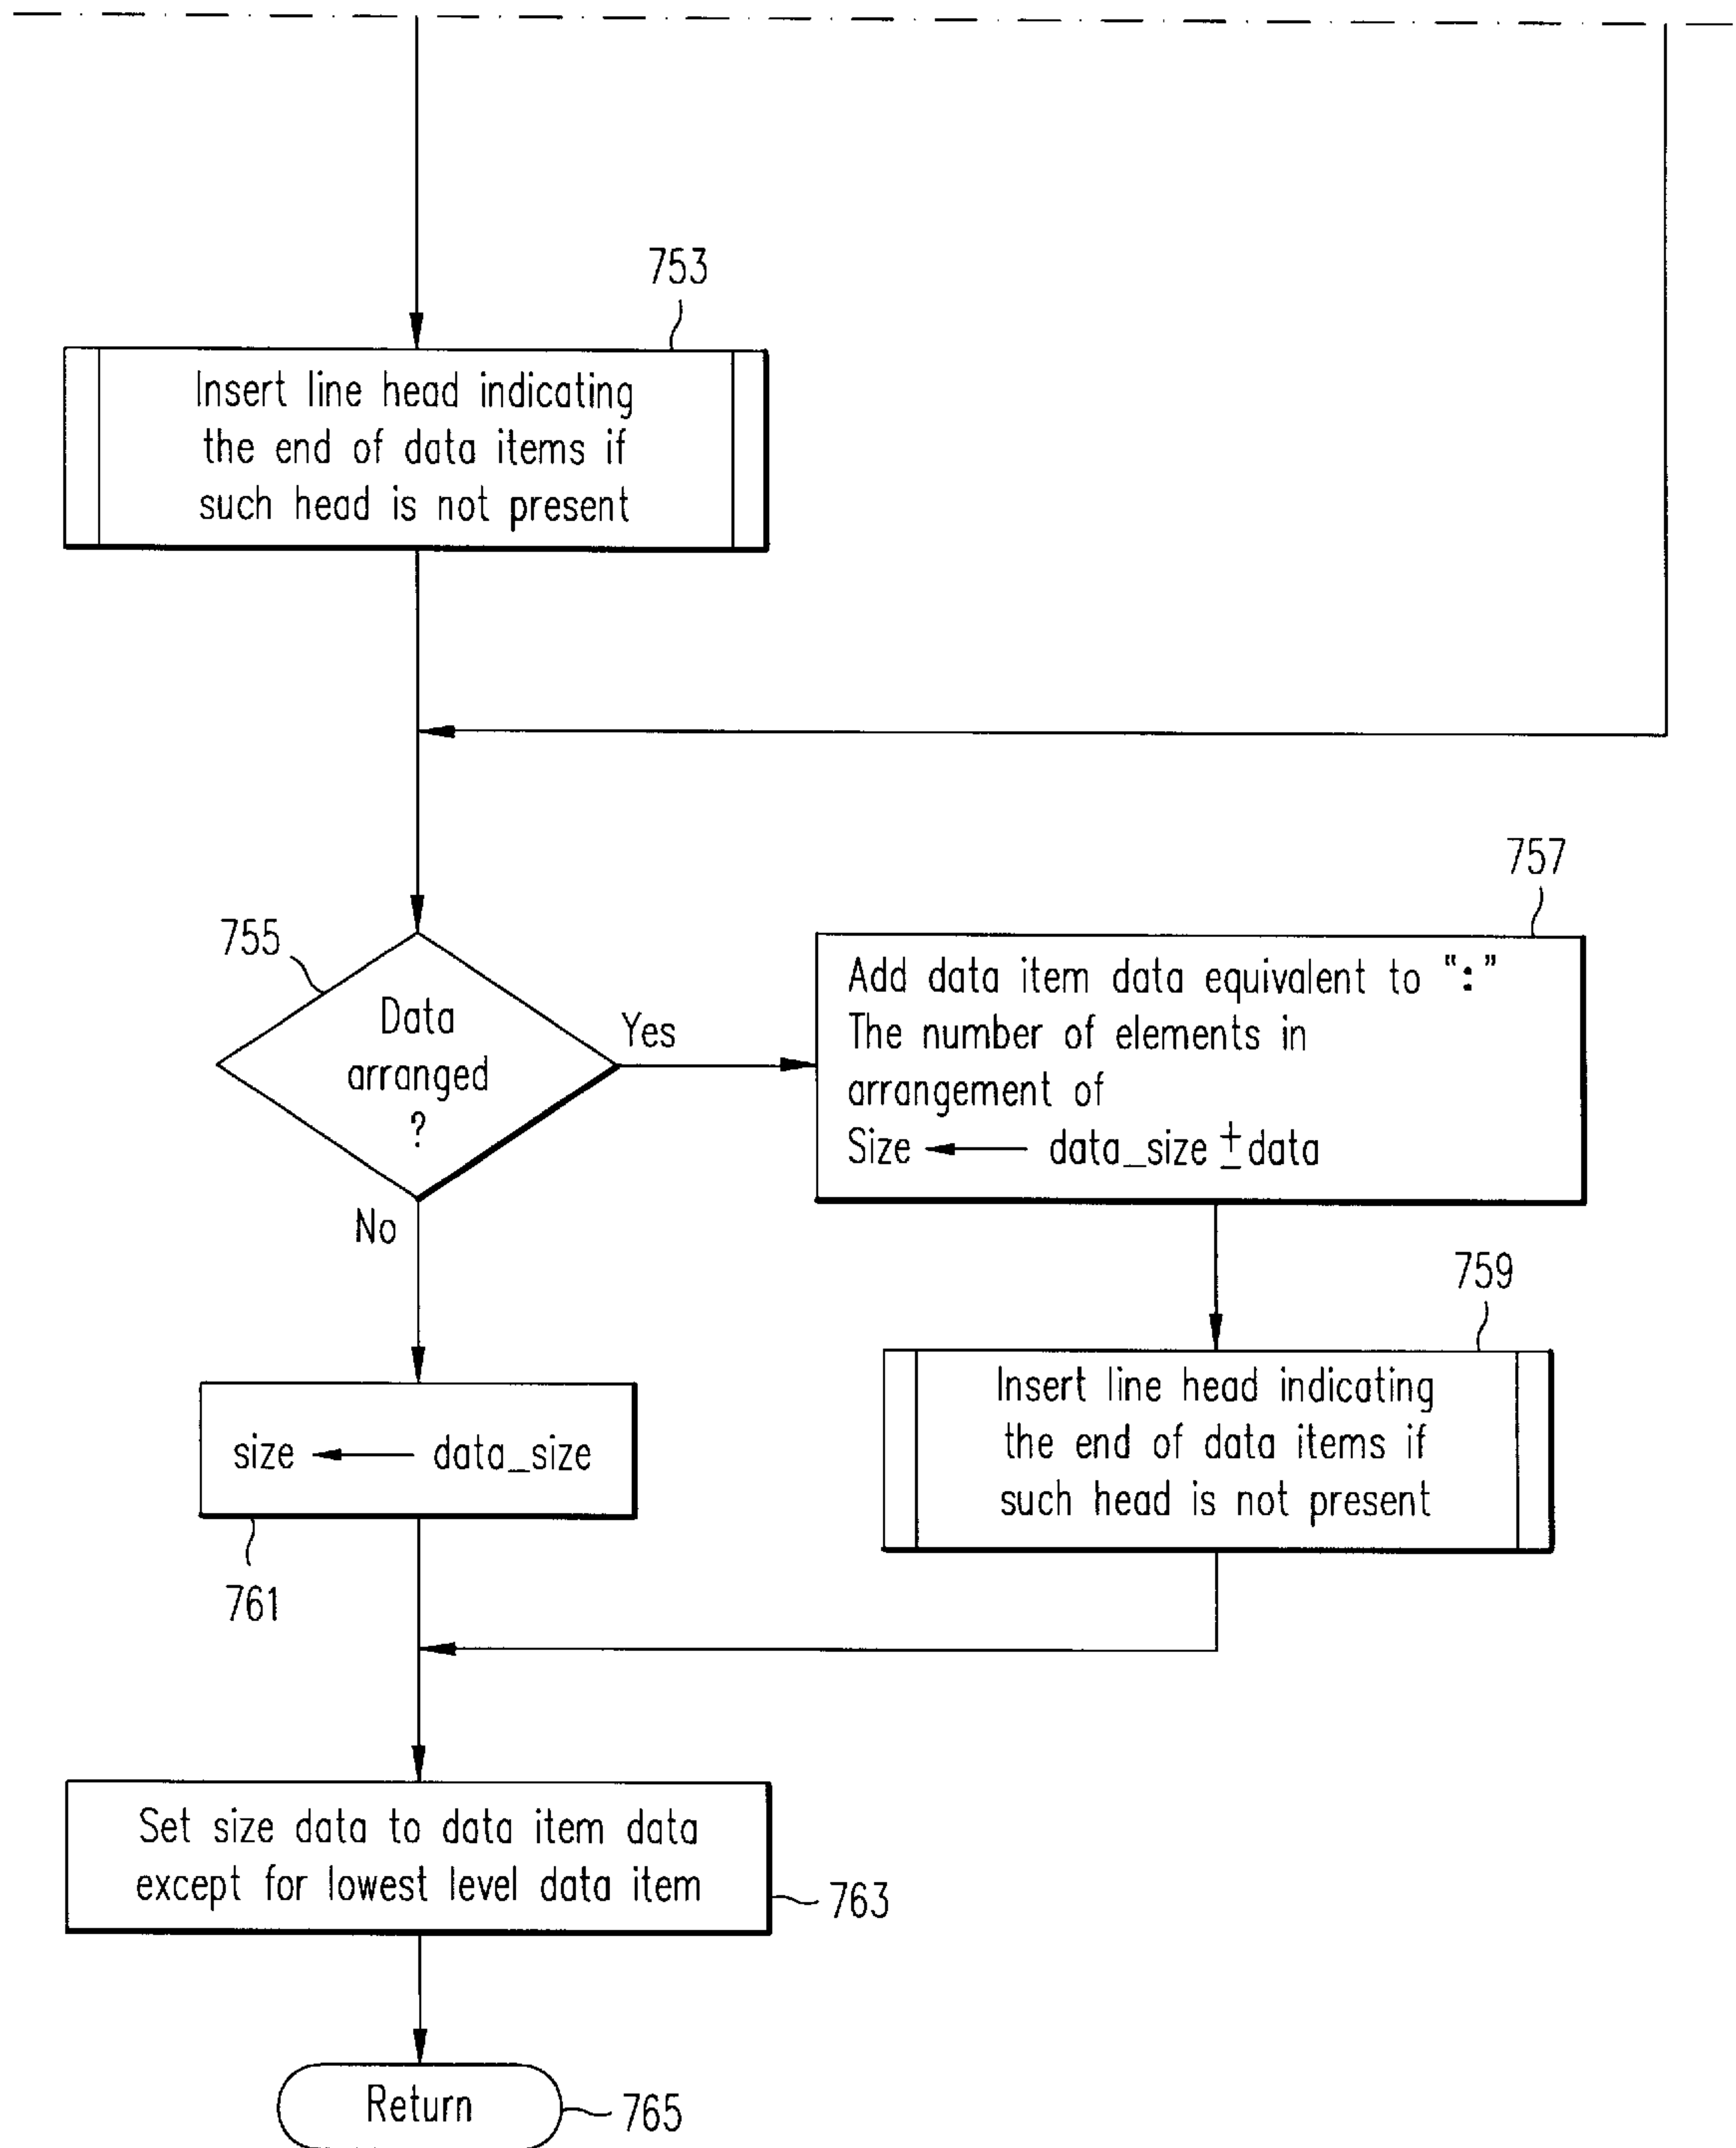 753
Insert line head indicating
the end of data items if
such head is not present
757
755
Data
arranged
?
Yes
No
Add data item data equivalent to ":"
The number of elements in
arrangement of
Size ← data_size ± data
759
Insert line head indicating
the end of data items if
such head is not present
size ← data_size
761
Set size data to data item data
except for lowest level data item
763
Return
765